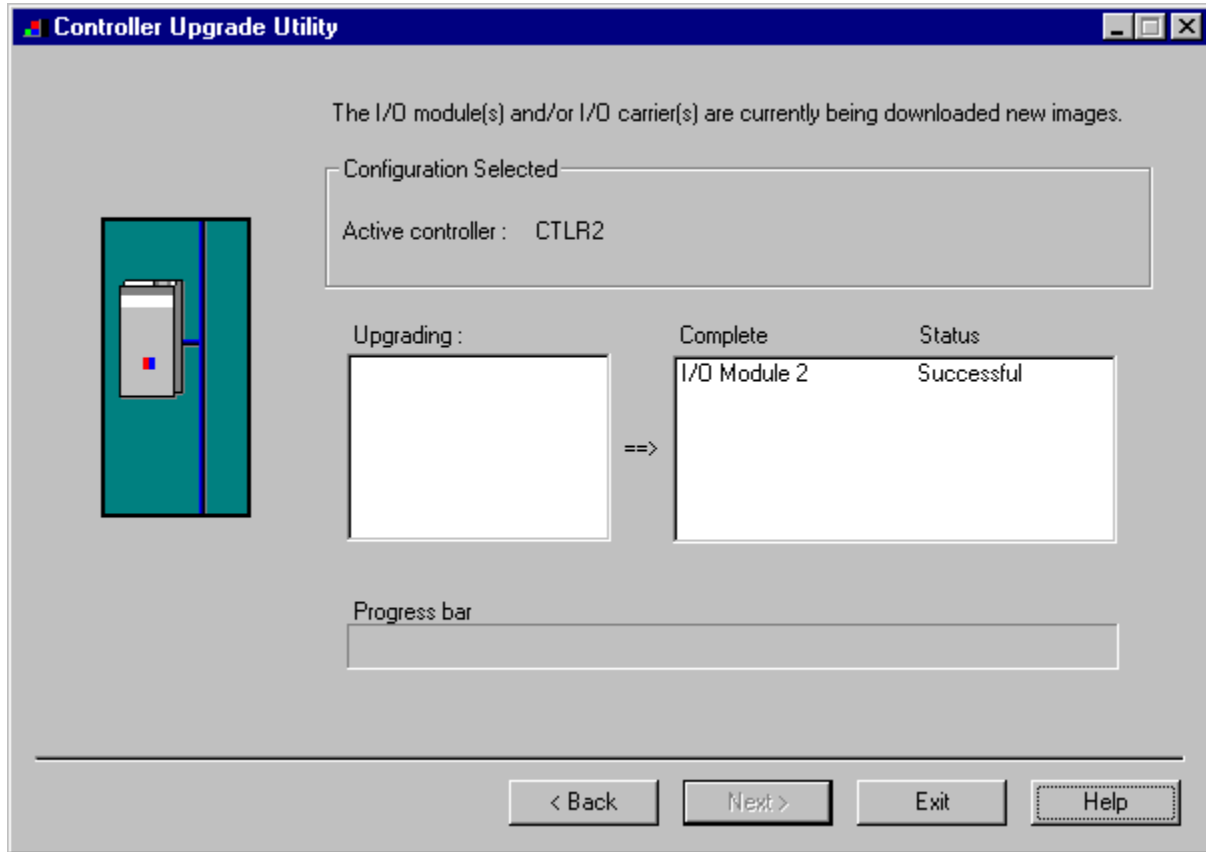 Controller Upgrade Utility
The I/O module(s) and/or I/O carrier(s) are currently being downloaded new images.
Configuration Selected
Active controller : CTLR2
Upgrading :
Complete Status
I/O Module 2 Successful
==>
Progress bar
< Back Next > Exit Help